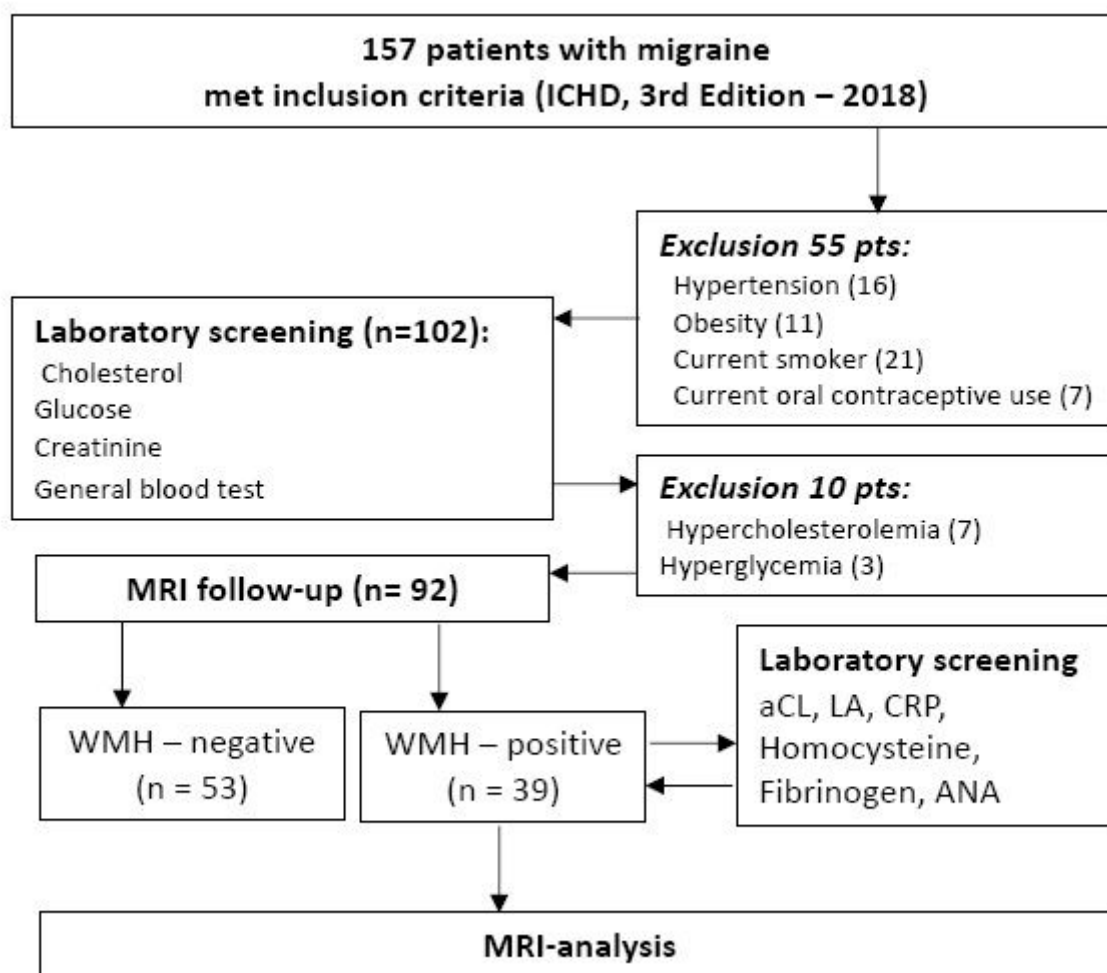 157 patients with migraine
met inclusion criteria (ICHD, 3rd Edition – 2018)
Exclusion 55 pts:
Hypertension (16)
Obesity (11)
Current smoker (21)
Current oral contraceptive use (7)
Laboratory screening (n=102):
Cholesterol
Glucose
Creatinine
General blood test
Exclusion 10 pts:
Hypercholesterolemia (7)
Hyperglycemia (3)
MRI follow-up (n= 92)
WMH – negative
(n = 53)
WMH – positive
(n = 39)
Laboratory screening
aCL, LA, CRP,
Homocysteine,
Fibrinogen, ANA
MRI-analysis